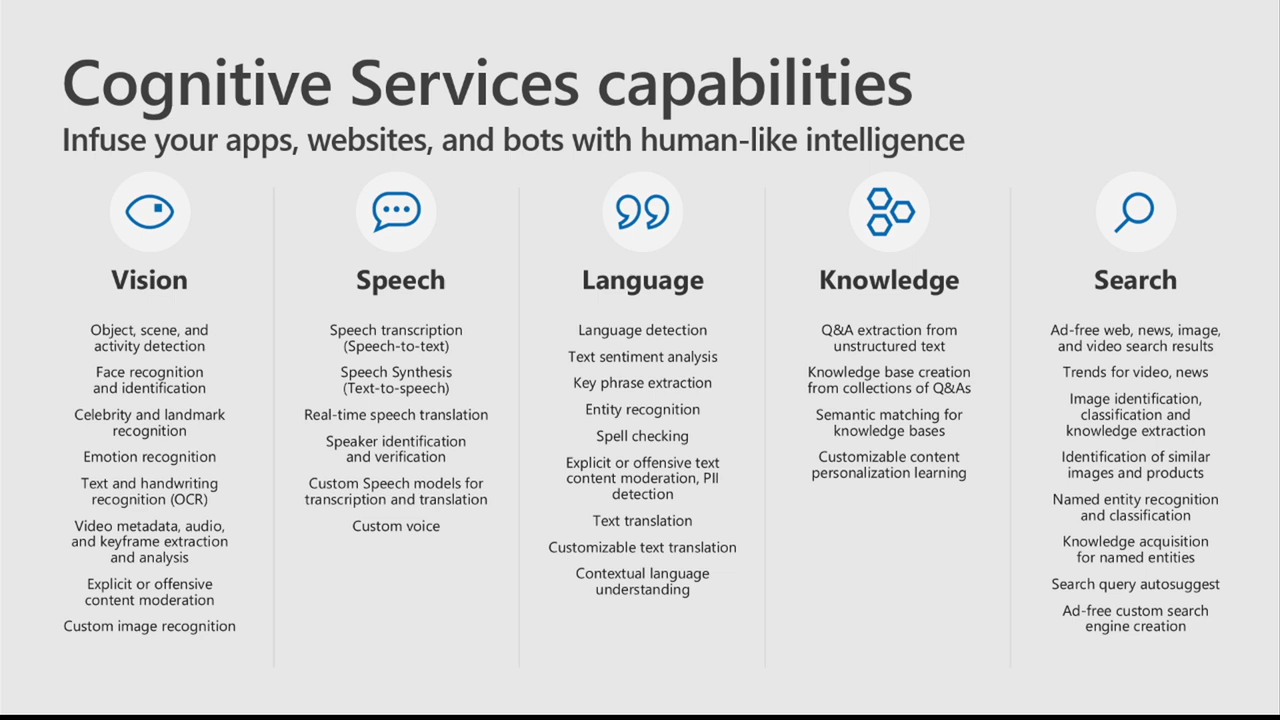 Cognitive Services capabilities
Infuse your apps, websites, and bots with human-like intelligence
Vision
Object, scene, and
activity detection
Face recognition
and identification
Celebrity and landmark
recognition
Emotion recognition
Text and handwriting
recognition (OCR)
Video metadata, audio,
and keyframe extraction
and analysis
Explicit or offensive
content moderation
Custom image recognition
Speech
Speech transcription
(Speech-to-text)
Speech Synthesis
(Text-to-speech)
Real-time speech translation
Speaker identification
and verification
Custom Speech models for
transcription and translation
Custom voice
Language
Language detection
Text sentiment analysis
Key phrase extraction
Entity recognition
Spell checking
Explicit or offensive text
content moderation, PII
detection
Text translation
Customizable text translation
Contextual language
understanding
Knowledge
Q&A extraction from
unstructured text
Knowledge base creation
from collections of Q&As
Semantic matching for
knowledge bases
Customizable content
personalization learning
Search
Ad-free web, news, image,
and video search results
Trends for video, news
Image identification,
classification and
knowledge extraction
Identification of similar
images and products
Named entity recognition
and classification
Knowledge acquisition
for named entities
Search query autosuggest
Ad-free custom search
engine creation